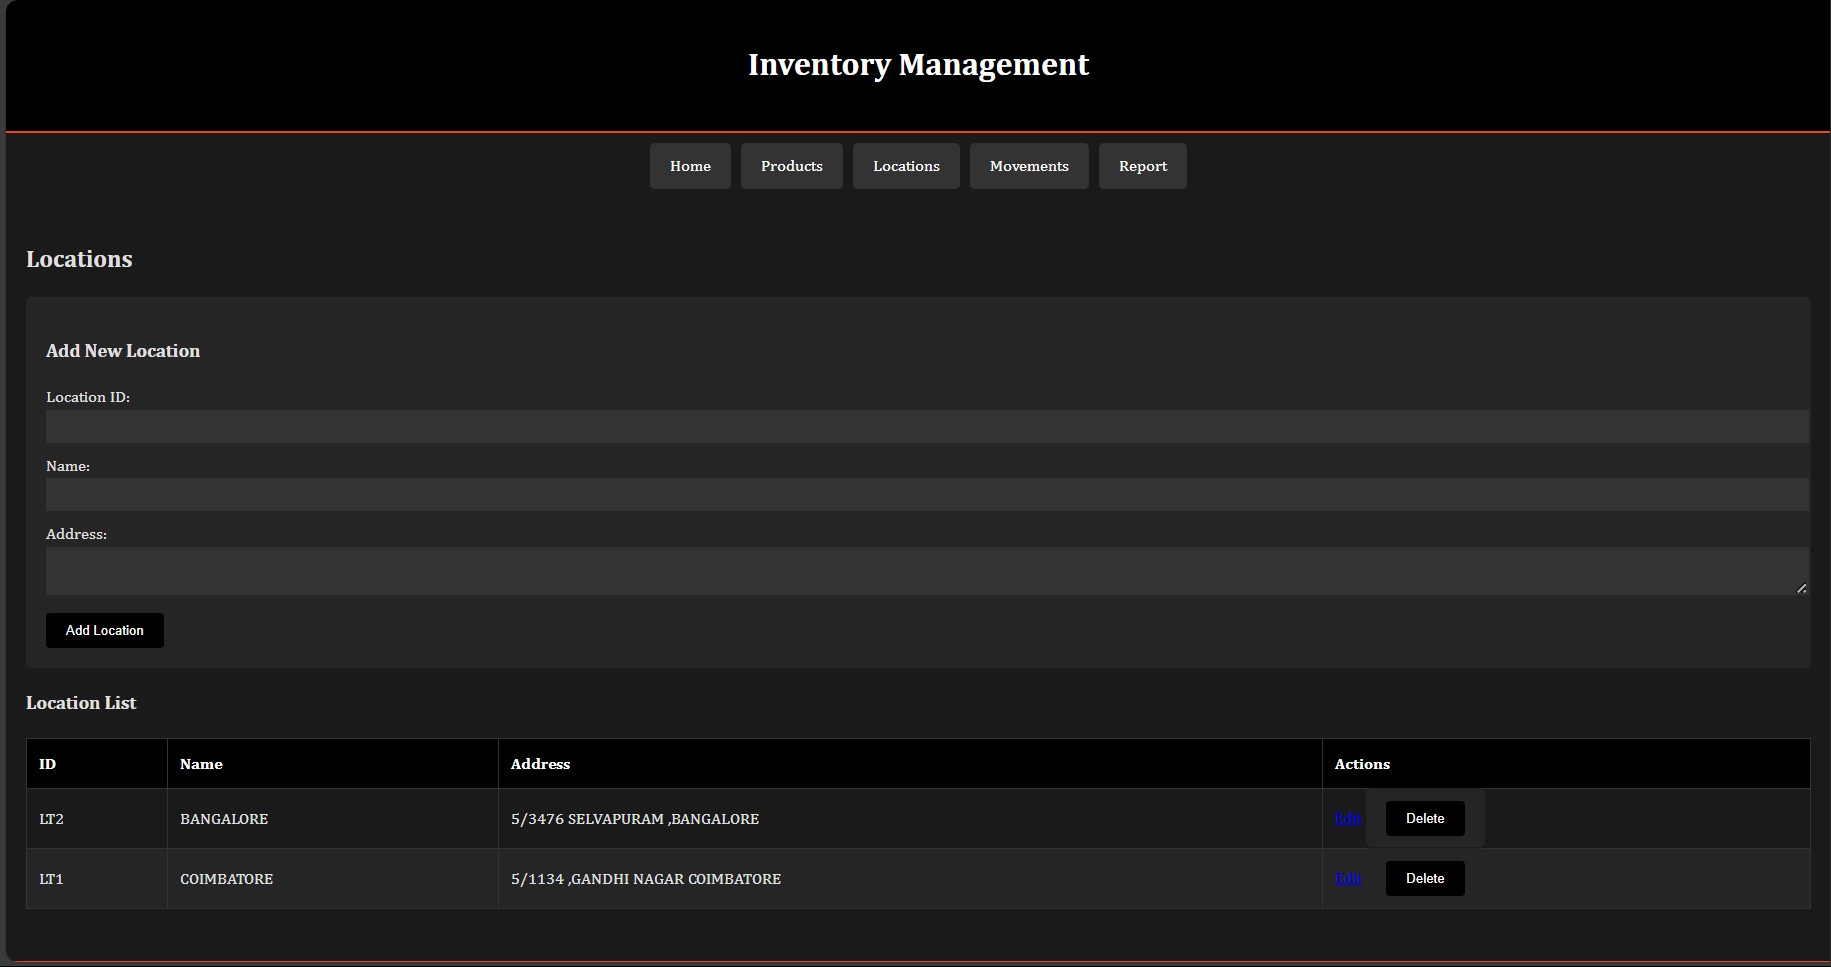 Inventory Management
Home Products Locations Movements Report
Locations
Add New Location
Location ID:
Name:
Address:
Add Location
Location List
ID Name Address Actions
LT2 BANGALORE 5/3476 SELVAPURAM ,BANGALORE Edit Delete
LT1 COIMBATORE 5/1134 ,GANDHI NAGAR COIMBATORE Edit Delete